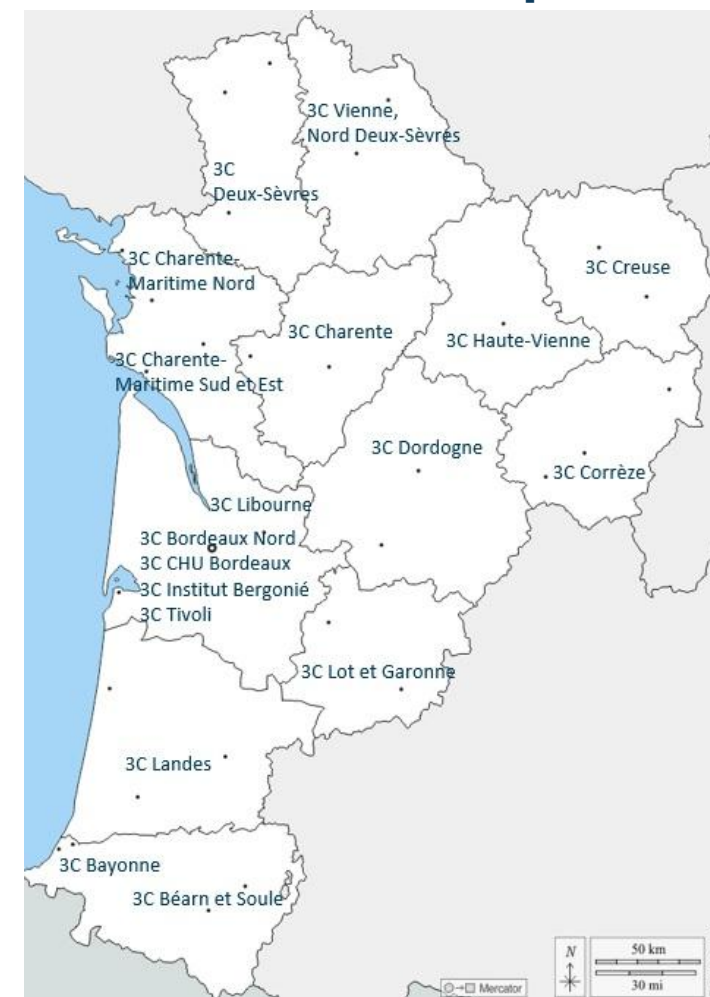 3C Vienne,
Nord Deux-Sèvres
3C
Deux-Sèvres
3C Charente-
Maritime Nord
3C Creuse
3C Charente
3C Haute-Vienne
3C Charente-
Maritime Sud et Est
3C Dordogne
3C Corrèze
3C Libourne
3C Bordeaux Nord
3C CHU Bordeaux
3C Institut Bergonié
3C Tivoli
3C Lot et Garonne
3C Landes
3C Bayonne
3C Béarn et Soule
N
50 km
30 mi
Mercator